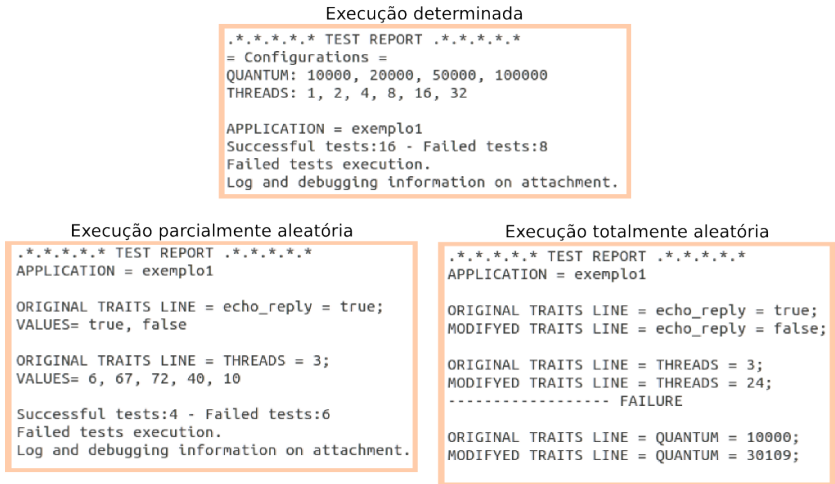 Execução determinada
.*.*.*.*.* TEST REPORT .*.*.*.*.*
= Configurations =
QUANTUM: 10000, 20000, 50000, 100000
THREADS: 1, 2, 4, 8, 16, 32
APPLICATION = exemplo1
Successful tests:16 - Failed tests:8
Failed tests execution.
Log and debugging information on attachment.
Execução parcialmente aleatória
.*.*.*.*.* TEST REPORT .*.*.*.*.*
APPLICATION = exemplo1
ORIGINAL TRAITS LINE = echo_reply = true;
VALUES= true, false
ORIGINAL TRAITS LINE = THREADS = 3;
VALUES= 6, 67, 72, 40, 10
Successful tests:4 - Failed tests:6
Failed tests execution.
Log and debugging information on attachment.
Execução totalmente aleatória
.*.*.*.*.* TEST REPORT .*.*.*.*.*
APPLICATION = exemplo1
ORIGINAL TRAITS LINE = echo_reply = true;
MODIFYED TRAITS LINE = echo_reply = false;
ORIGINAL TRAITS LINE = THREADS = 3;
MODIFYED TRAITS LINE = THREADS = 24;
------------------ FAILURE
ORIGINAL TRAITS LINE = QUANTUM = 10000;
MODIFYED TRAITS LINE = QUANTUM = 30109;